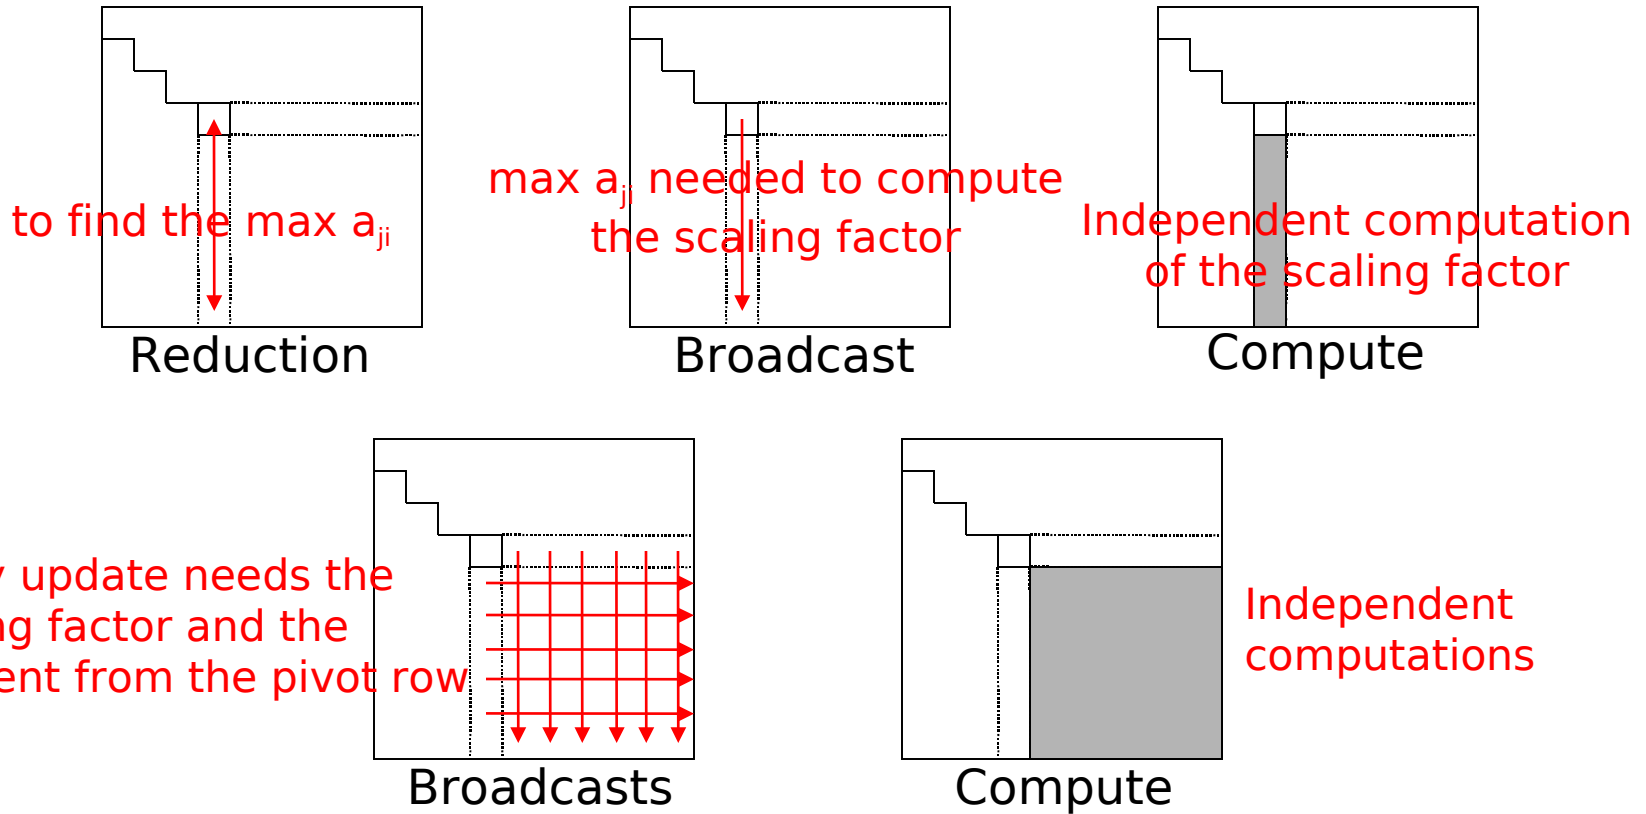 to find the max aji
Reduction
max aji needed to compute
the scaling factor
Broadcast
Independent computation
of the scaling factor
Compute
update needs the
factor and the
from the pivot row
Broadcasts
Independent
computations
Compute